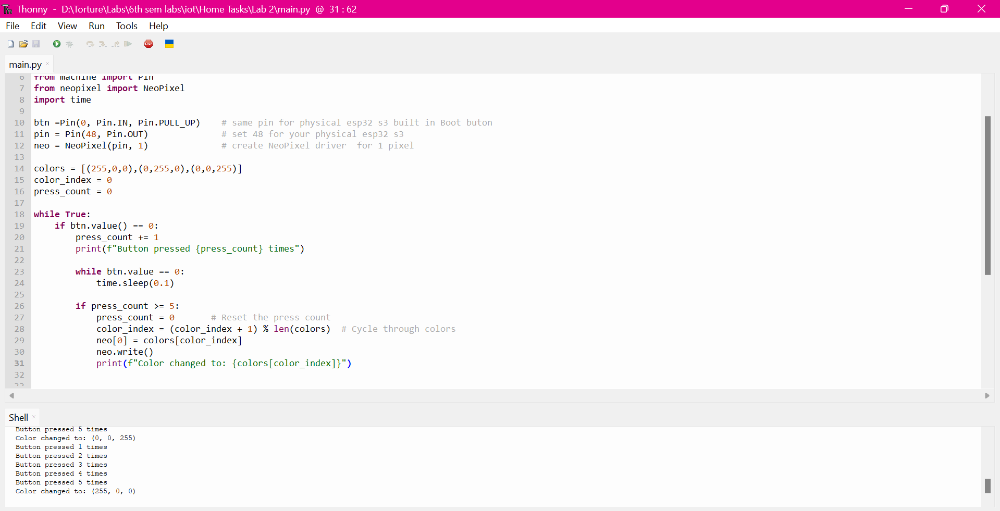 Thonny - D:\Torture\Labs\6th sem labs\iot\Home Tasks\Lab 2\main.py @ 31 : 62
File Edit View Run Tools Help
STOP
main.py ×
6 from machine import Pin
7 from neopixel import NeoPixel
8 import time
9
10 btn =Pin(0, Pin.IN, Pin.PULL_UP)    # same pin for physical esp32 s3 built in Boot buton
11 pin = Pin(48, Pin.OUT)              # set 48 for your physical esp32 s3
12 neo = NeoPixel(pin, 1)              # create NeoPixel driver  for 1 pixel
13
14 colors = [(255,0,0),(0,255,0),(0,0,255)]
15 color_index = 0
16 press_count = 0
17
18 while True:
19     if btn.value() == 0:
20         press_count += 1
21         print(f"Button pressed {press_count} times")
22
23         while btn.value == 0:
24             time.sleep(0.1)
25
26         if press_count >= 5:
27             press_count = 0       # Reset the press count
28             color_index = (color_index + 1) % len(colors)  # Cycle through colors
29             neo[0] = colors[color_index]
30             neo.write()
31             print(f"Color changed to: {colors[color_index]}")
32
33
Shell ×
Button pressed 5 times
Color changed to: (0, 0, 255)
Button pressed 1 times
Button pressed 2 times
Button pressed 3 times
Button pressed 4 times
Button pressed 5 times
Color changed to: (255, 0, 0)